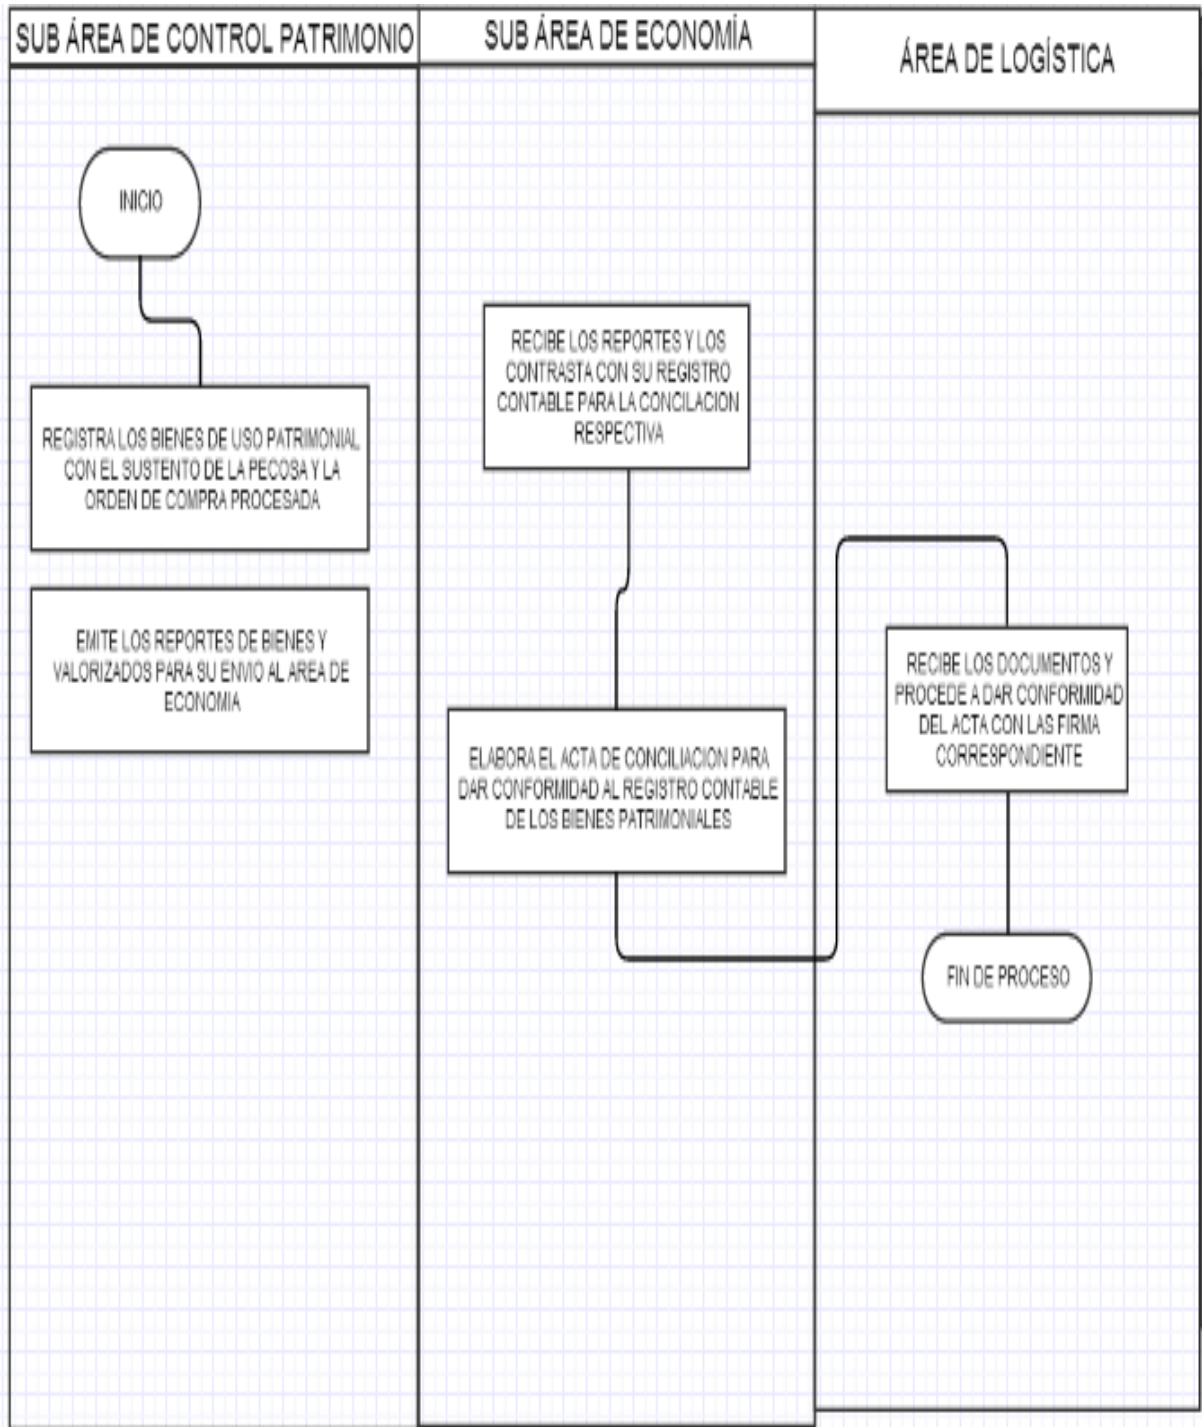 SUB ÁREA DE CONTROL PATRIMONIO
SUB ÁREA DE ECONOMÍA
ÁREA DE LOGÍSTICA
INICIO
REGISTRA LOS BIENES DE USO PATRIMONIAL
CON EL SUSTENTO DE LA PECOSA Y LA
ORDEN DE COMPRA PROCESADA
EMITE LOS REPORTES DE BIENES Y
VALORIZADOS PARA SU ENVIO AL AREA DE
ECONOMIA
RECIBE LOS REPORTES Y LOS
CONTRASTA CON SU REGISTRO
CONTABLE PARA LA CONCILACION
RESPECTIVA
ELABORA EL ACTA DE CONCILIACION PARA
DAR CONFORMIDAD AL REGISTRO CONTABLE
DE LOS BIENES PATRIMONIALES
RECIBE LOS DOCUMENTOS Y
PROCEDE A DAR CONFORMIDAD
DEL ACTA CON LAS FIRMA
CORRESPONDIENTE
FIN DE PROCESO